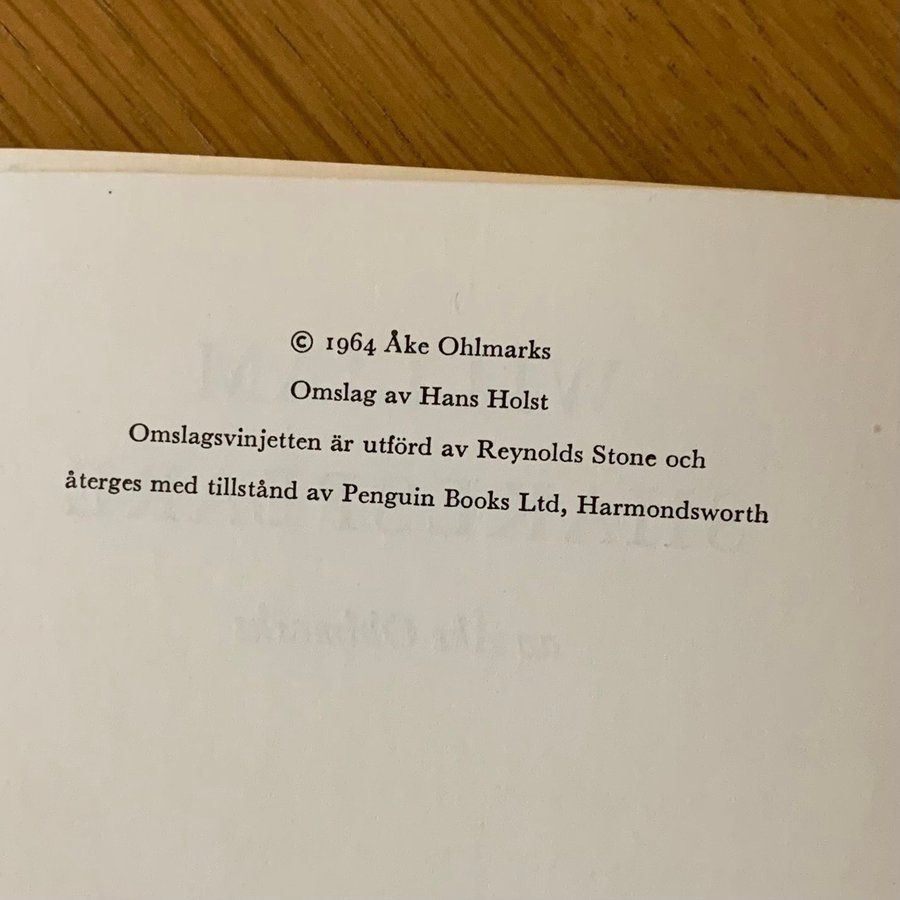 © 1964 Åke Ohlmarks
Omslag av Hans Holst
Omslagsvinjetten är utförd av Reynolds Stone och
återges med tillstånd av Penguin Books Ltd, Harmondsworth